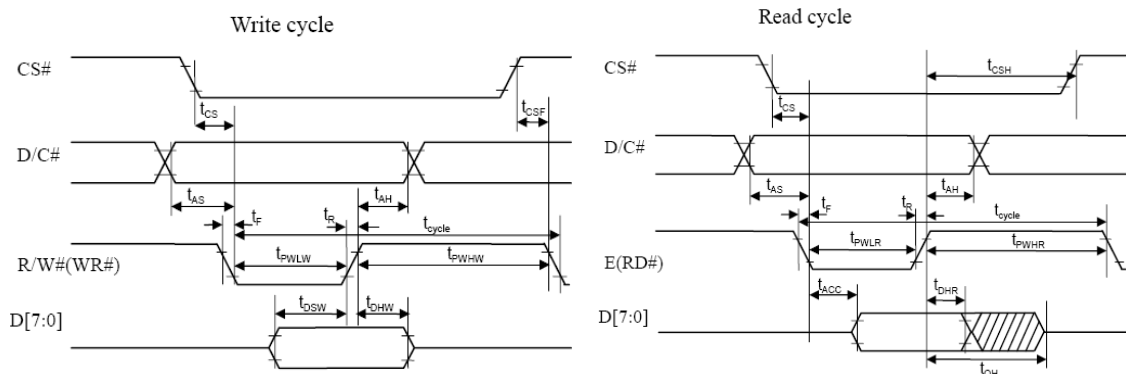 Write cycle
CS#
tCS
tCSF
D/C#
tAS
tAH
tF
tR
tcycle
R/W#(WR#)
tPWLW
tPWHW
tDSW
tDHW
D[7:0]
Read cycle
CS#
tCSH
tCS
D/C#
tAS
tAH
tF
tR
tcycle
tPWLR
tPWHR
E(RD#)
tACC
tDHR
D[7:0]
tOH